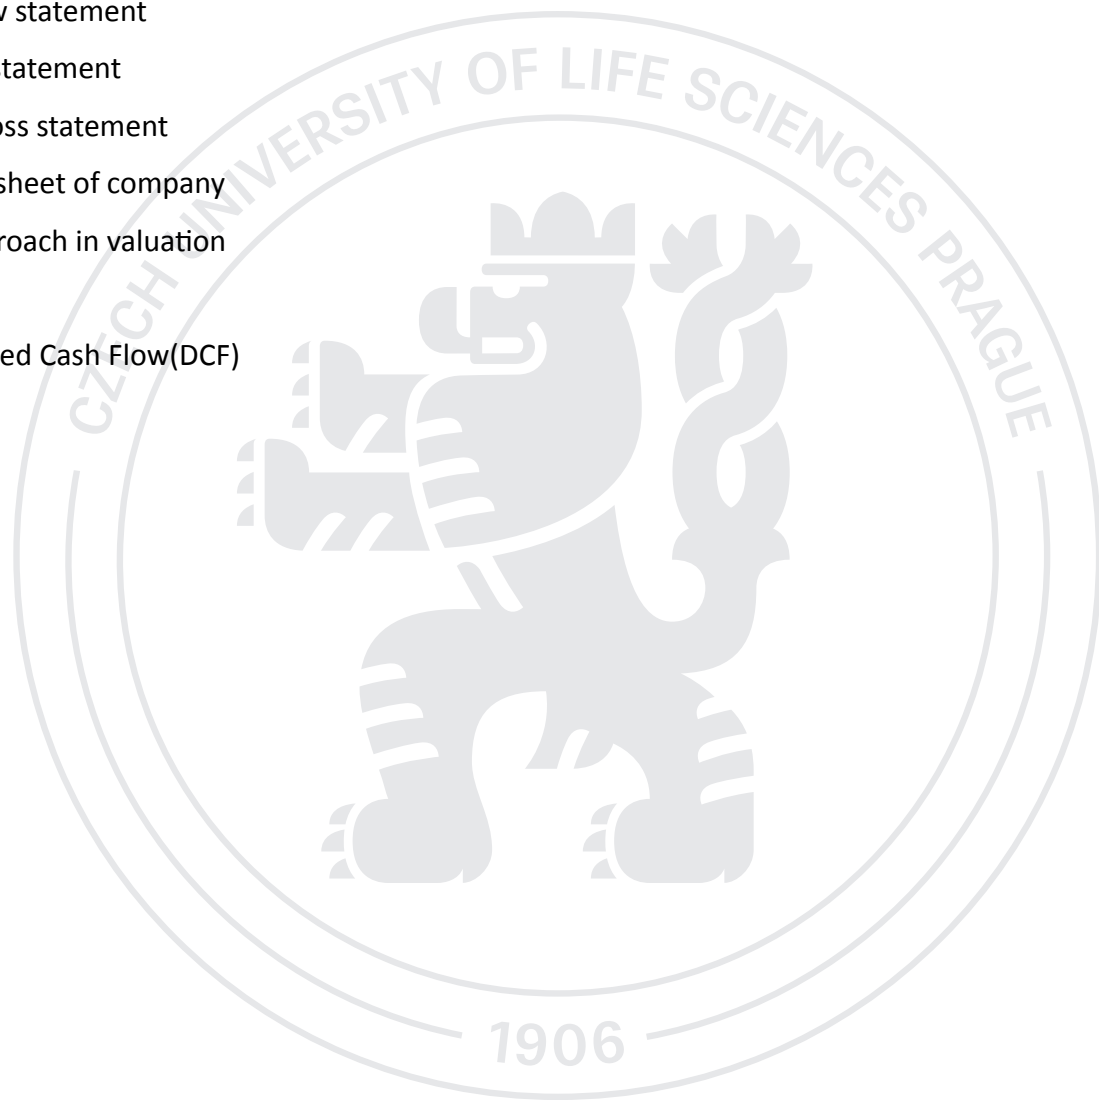 w statement
statement
oss statement
sheet of company
roach in valuation
ed Cash Flow(DCF)
CZECH UNIVERSITY OF LIFE SCIENCES PRAGUE
1906